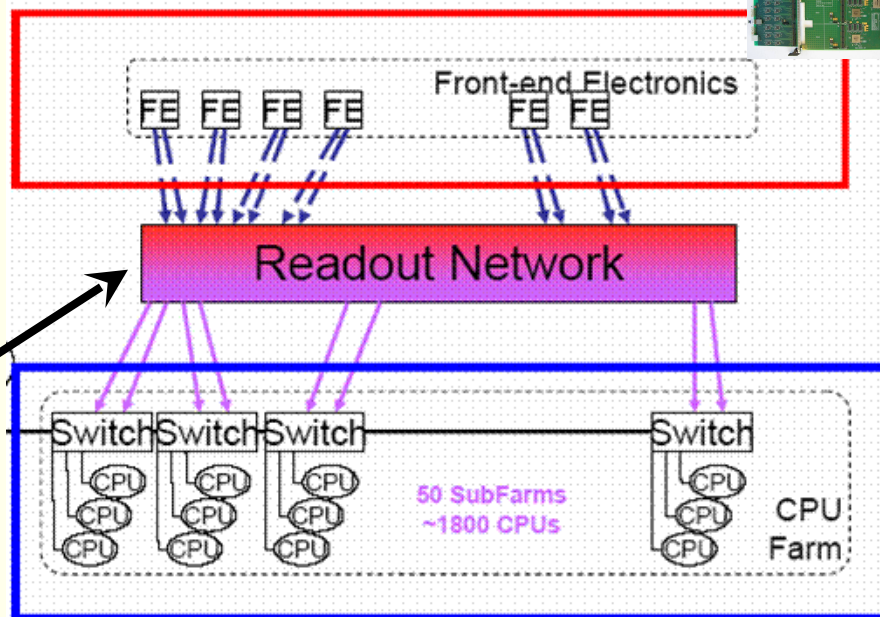 Front-end Electronics
FE FE FE FE FE FE
Readout Network
Switch Switch Switch Switch
CPU CPU CPU CPU
CPU CPU CPU CPU
CPU CPU CPU CPU
50 SubFarms
~1800 CPUs
CPU
Farm